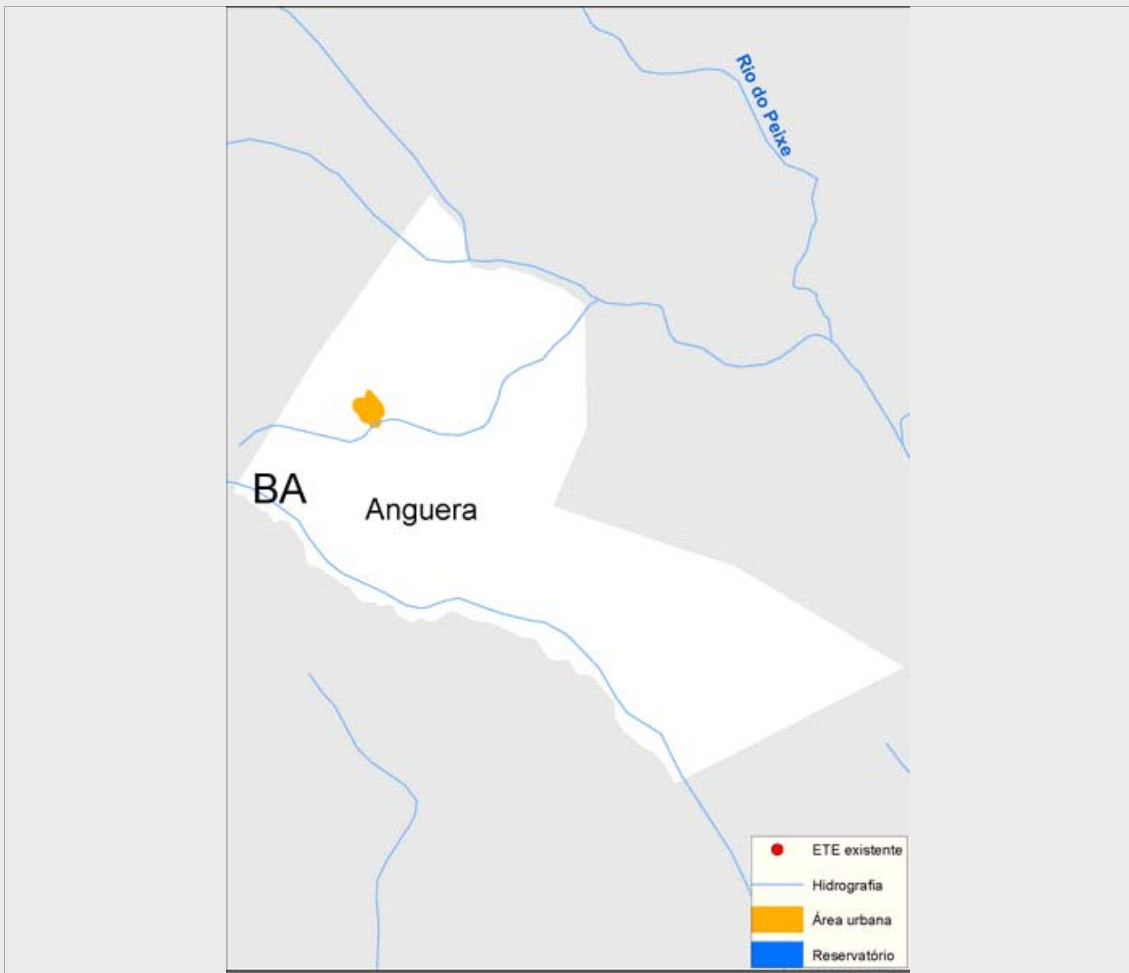 Rio do Peixe
BA
Anguera
ETE existente
Hidrografia
Área urbana
Reservatório